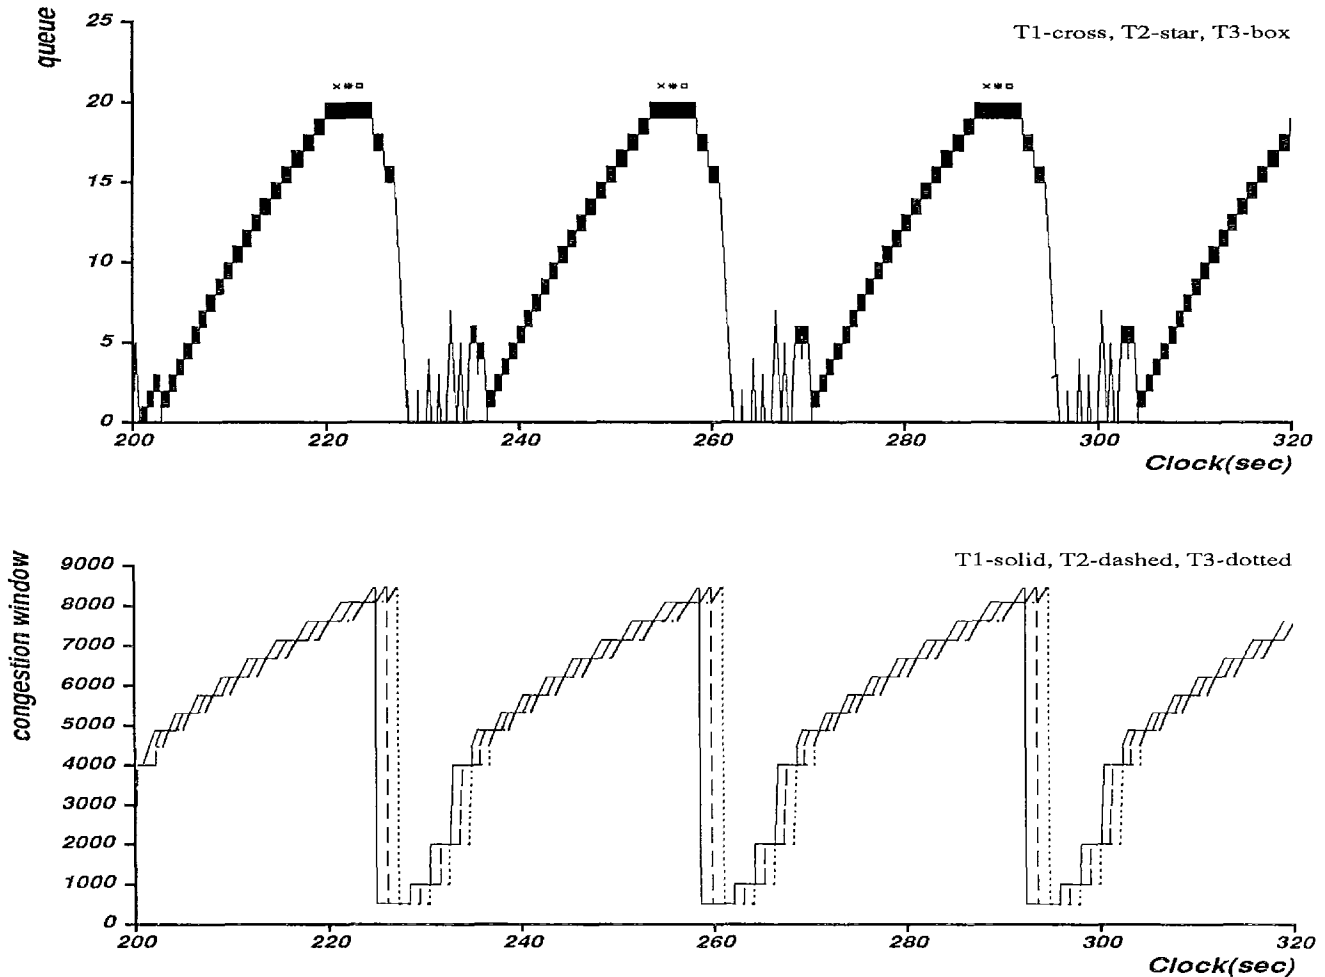 queue
25
T1-cross, T2-star, T3-box
20
15
10
5
0
200 220 240 260 280 300 320
Clock(sec)
congestion window
9000
T1-solid, T2-dashed, T3-dotted
8000
7000
6000
5000
4000
3000
2000
1000
0
200 220 240 260 280 300 320
Clock(sec)